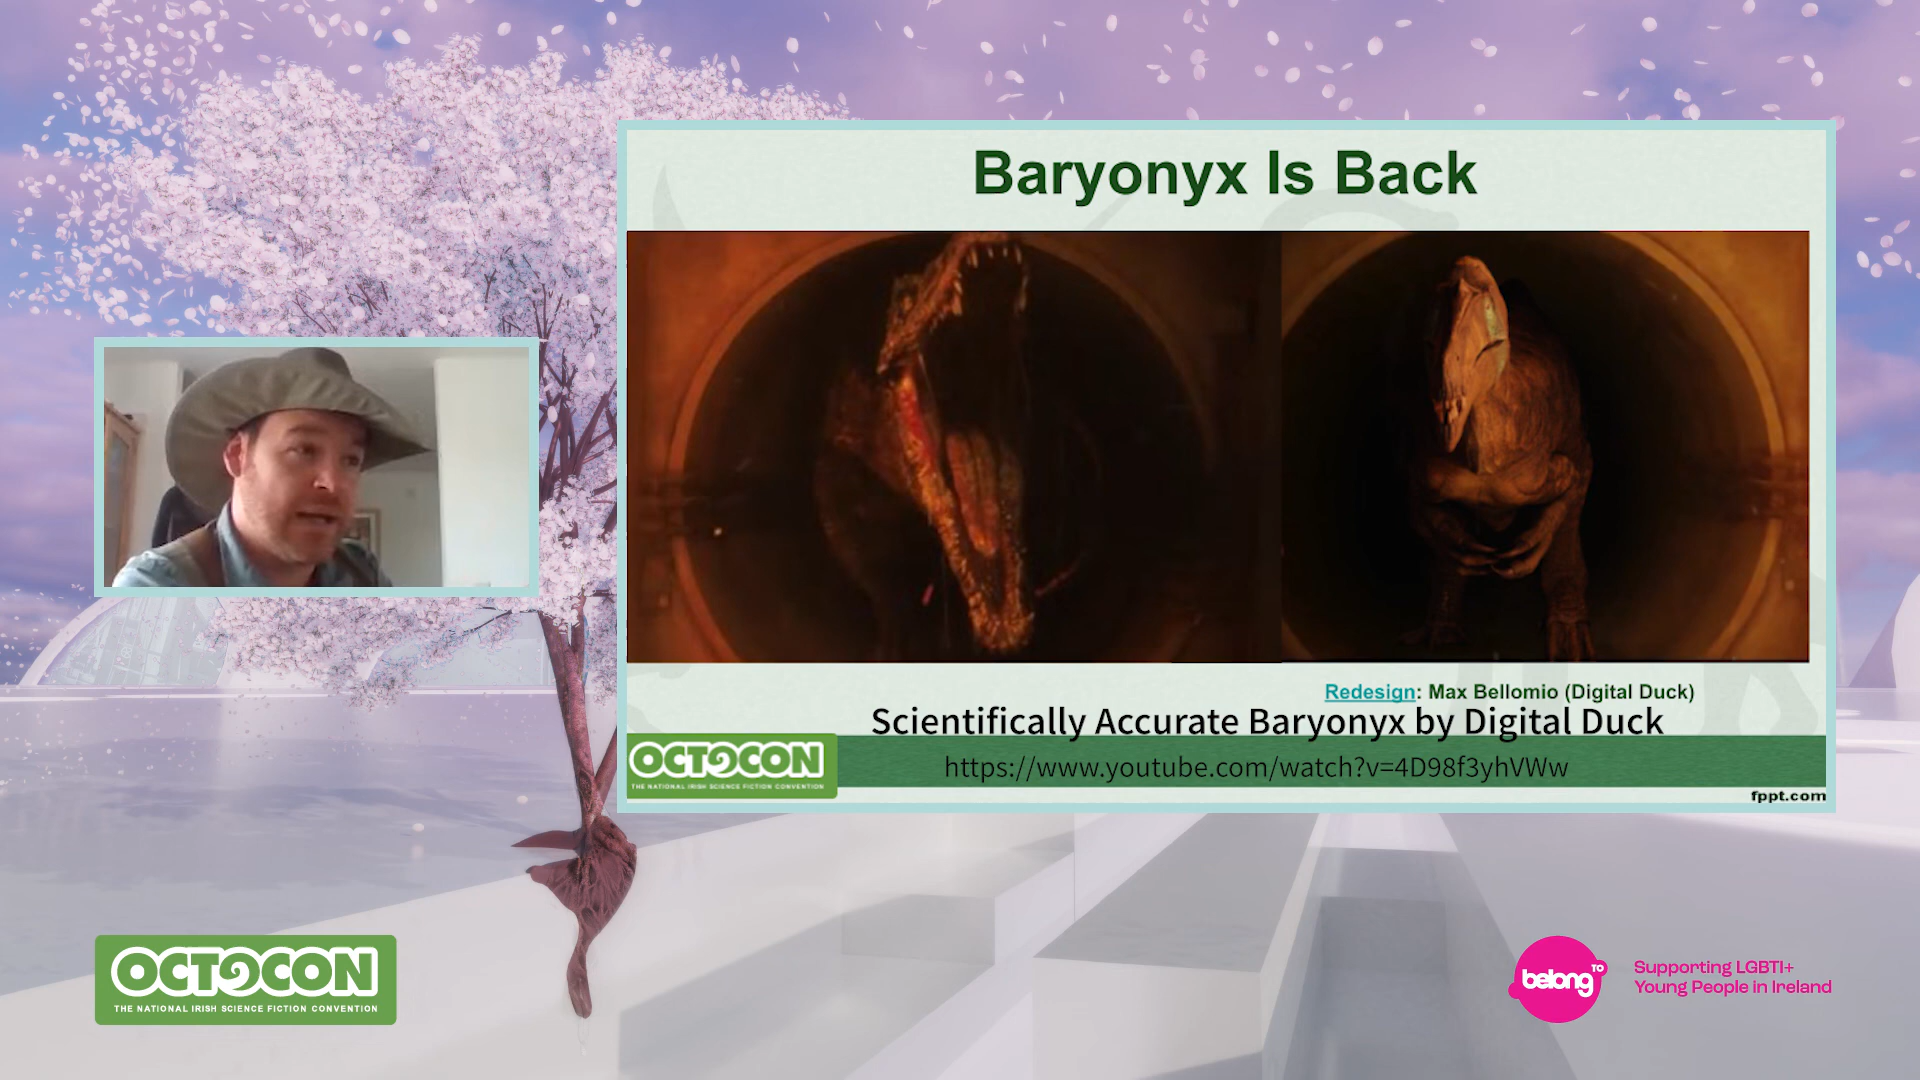 Baryonyx Is Back
Redesign: Max Bellomio (Digital Duck)
Scientifically Accurate Baryonyx by Digital Duck
https://www.youtube.com/watch?v=4D98f3yhVWw
OCTOCON
THE NATIONAL IRISH SCIENCE FICTION CONVENTION
fppt.com
OCTOCON
THE NATIONAL IRISH SCIENCE FICTION CONVENTION
belong TO
Supporting LGBTI+
Young People in Ireland